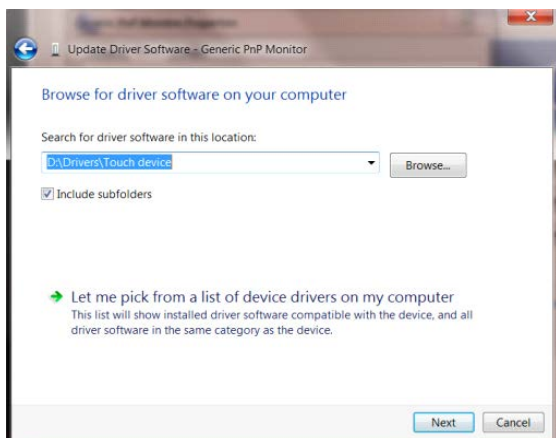 Update Driver Software - Generic PnP Monitor
Browse for driver software on your computer
Search for driver software in this location:
D:\Drivers\Touch device
Browse...
Include subfolders
Let me pick from a list of device drivers on my computer
This list will show installed driver software compatible with the device, and all
driver software in the same category as the device.
Next
Cancel